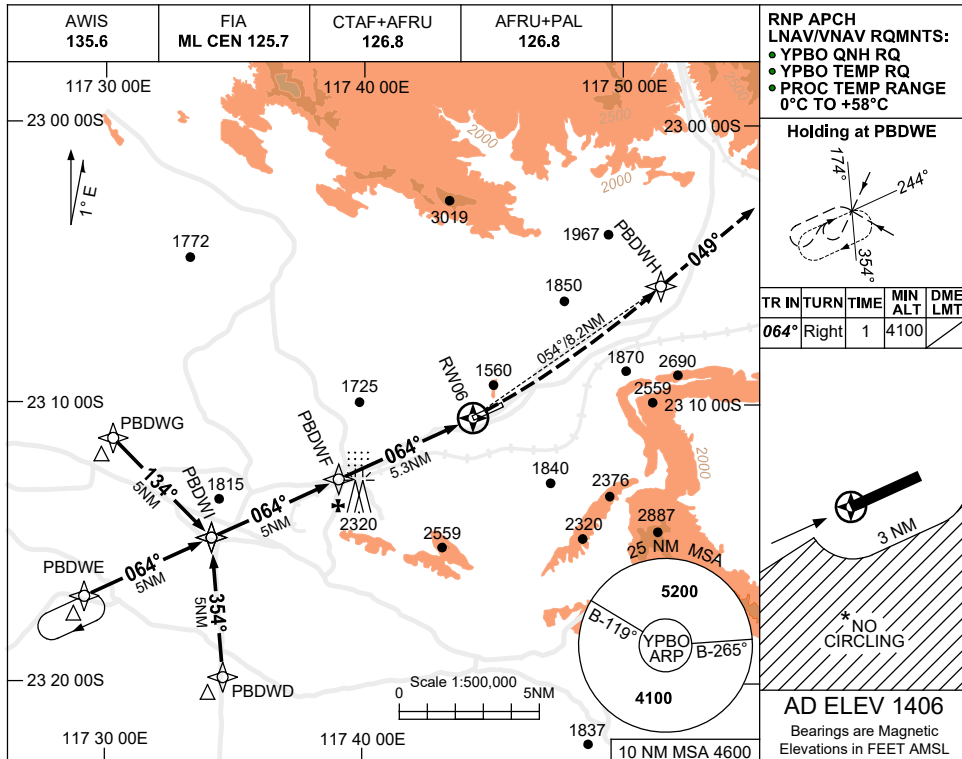 AWIS
135.6
FIA
ML CEN 125.7
CTAF+AFRU
126.8
AFRU+PAL
126.8
RNP APCH
LNAV/VNAV RQMNTS:
YPBO QNH RQ
YPBO TEMP RQ
PROC TEMP RANGE
0°C TO +58°C
117 30 00E
117 40 00E
117 50 00E
23 00 00S
23 00 00S
2500
2500
2000
2000
1° E
3019
1772
1967
PBDWH
049°
1850
054°/8.2NM
RW06
1560
1870
2690
2559
1725
23 10 00S
23 10 00S
PBDWG
PBDWF
064°
5.3NM
134°
5NM
PBDWI
1815
064°
5NM
1840
2376
2000
2320
2559
2320
2887
PBDWE
064°
5NM
354°
5NM
25 NM MSA
5200
B-119°
YPBO
ARP
B-265°
4100
23 20 00S
PBDWD
Scale 1:500,000
0
5NM
1837
117 30 00E
117 40 00E
10 NM MSA 4600
Holding at PBDWE
174°
244°
354°
TR IN
TURN
TIME
MIN
ALT
DME
LMT
064°
Right
1
4100
3 NM
*NO
CIRCLING
AD ELEV 1406
Bearings are Magnetic
Elevations in FEET AMSL